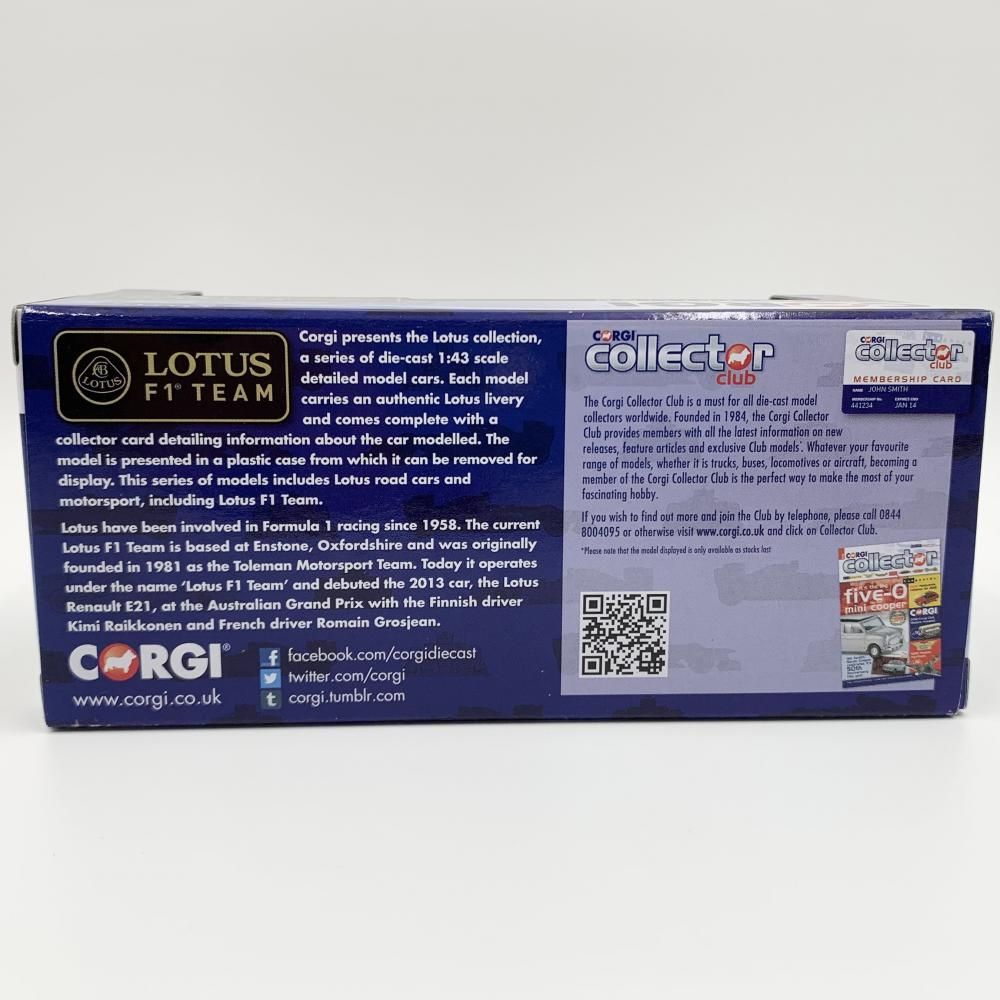 LOTUS
LOTUS
F1® TEAM
Corgi presents the Lotus collection,
a series of die-cast 1:43 scale
detailed model cars. Each model
carries an authentic Lotus livery
and comes complete with a
collector card detailing information about the car modelled. The
model is presented in a plastic case from which it can be removed for
display. This series of models includes Lotus road cars and
motorsport, including Lotus F1 Team.
Lotus have been involved in Formula 1 racing since 1958. The current
Lotus F1 Team is based at Enstone, Oxfordshire and was originally
founded in 1981 as the Toleman Motorsport Team. Today it operates
under the name 'Lotus F1 Team' and debuted the 2013 car, the Lotus
Renault E21, at the Australian Grand Prix with the Finnish driver
Kimi Raikkonen and French driver Romain Grosjean.
CORGI®
www.corgi.co.uk
f facebook.com/corgidiecast
twitter.com/corgi
t corgi.tumblr.com
CORGI
collector
club
The Corgi Collector Club is a must for all die-cast model
collectors worldwide. Founded in 1984, the Corgi Collector
Club provides members with all the latest information on new
releases, feature articles and exclusive Club models*. Whatever your favourite
range of models, whether it is trucks, buses, locomotives or aircraft, becoming a
member of the Corgi Collector Club is the perfect way to make the most of your
fascinating hobby.
If you wish to find out more and join the Club by telephone, please call 0844
8004095 or otherwise visit www.corgi.co.uk and click on Collector Club.
*Please note that the model displayed is only available as stocks last
CORGI
collector
club
MEMBERSHIP CARD
NAME JOHN SMITH
MEMBERSHIP No. EXPIRES END
441234 JAN 14
CORGI
collector
five-O
mini cooper
CORGI
50th